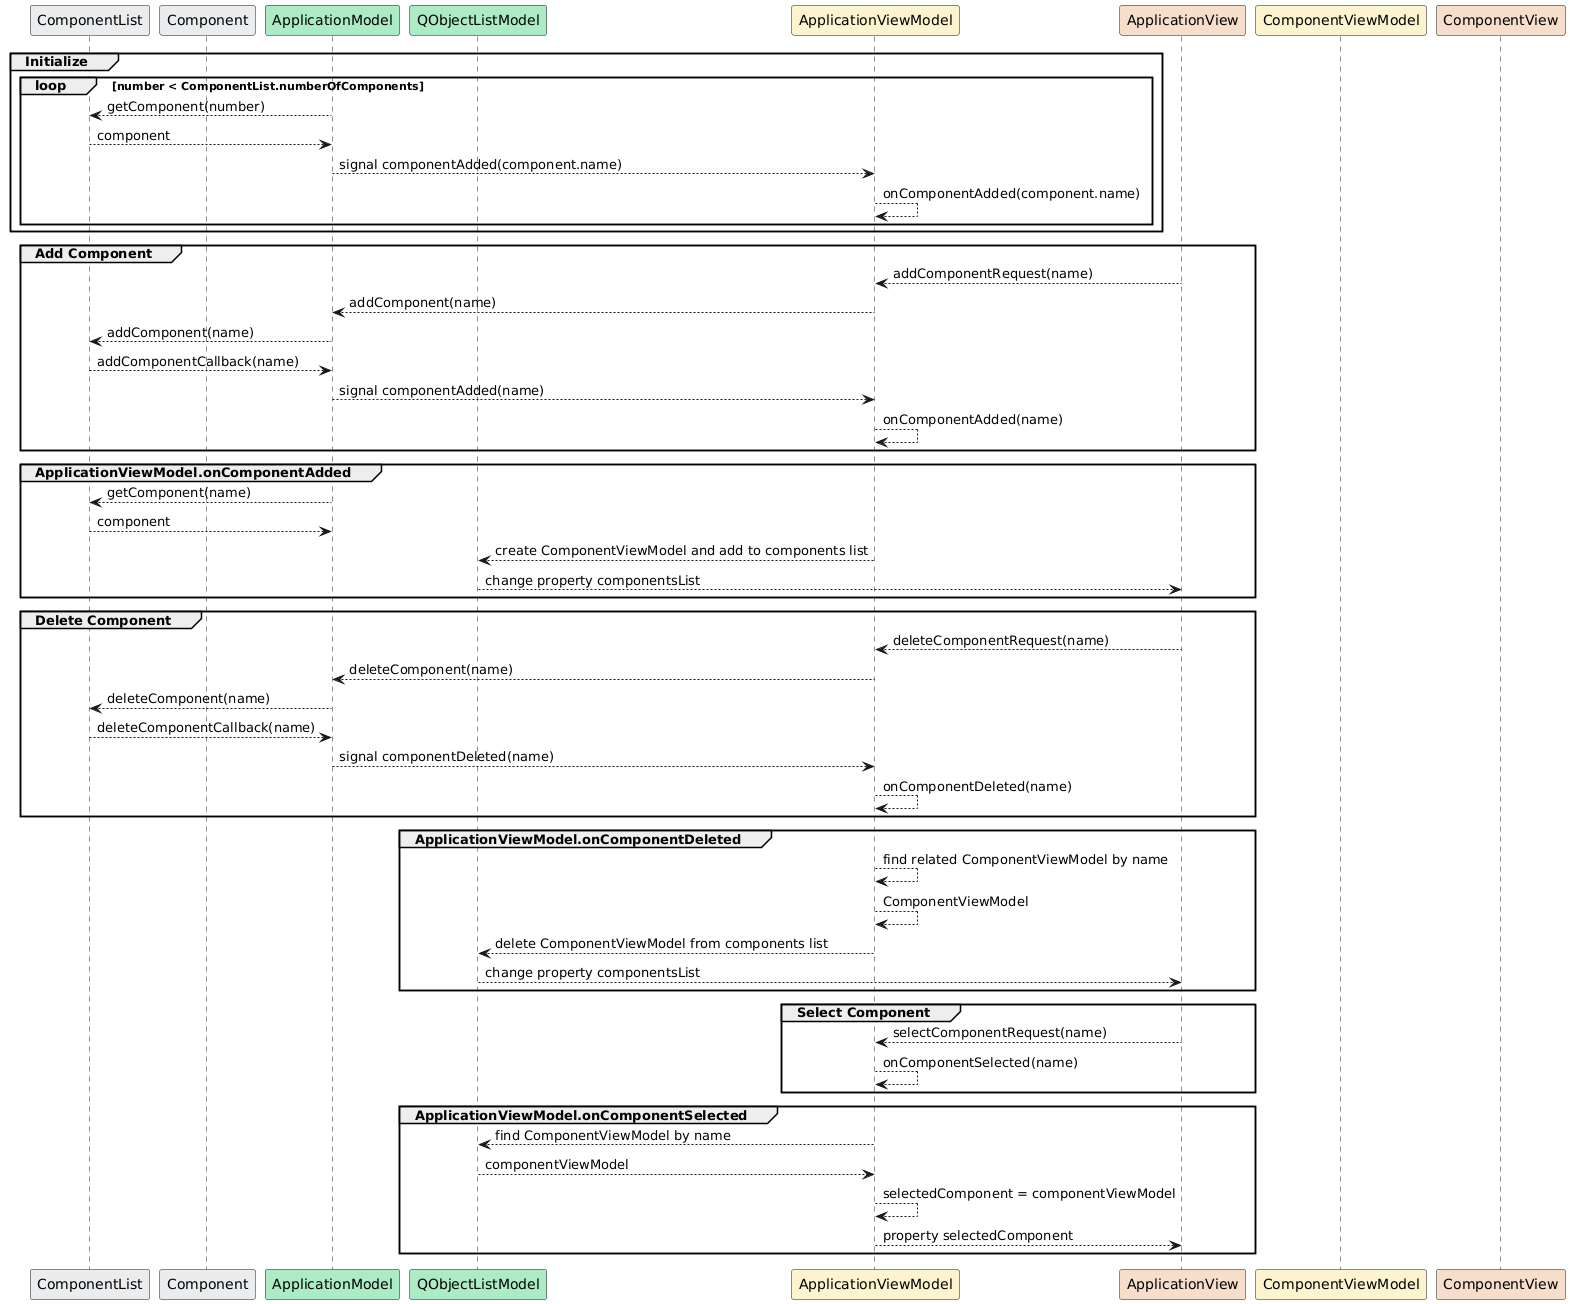 ComponentList
Component
ApplicationModel
QObjectListModel
ApplicationViewModel
ApplicationView
ComponentViewModel
ComponentView
Initialize
loop [number < ComponentList.numberOfComponents]
getComponent(number)
component
signal componentAdded(component.name)
onComponentAdded(component.name)
Add Component
addComponentRequest(name)
addComponent(name)
addComponent(name)
addComponentCallback(name)
signal componentAdded(name)
onComponentAdded(name)
ApplicationViewModel.onComponentAdded
getComponent(name)
component
create ComponentViewModel and add to components list
change property componentsList
Delete Component
deleteComponentRequest(name)
deleteComponent(name)
deleteComponent(name)
deleteComponentCallback(name)
signal componentDeleted(name)
onComponentDeleted(name)
ApplicationViewModel.onComponentDeleted
find related ComponentViewModel by name
ComponentViewModel
delete ComponentViewModel from components list
change property componentsList
Select Component
selectComponentRequest(name)
onComponentSelected(name)
ApplicationViewModel.onComponentSelected
find ComponentViewModel by name
componentViewModel
selectedComponent = componentViewModel
property selectedComponent
ComponentList
Component
ApplicationModel
QObjectListModel
ApplicationViewModel
ApplicationView
ComponentViewModel
ComponentView